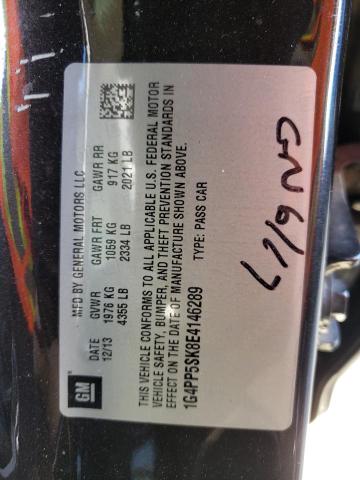 GM
MFD BY GENERAL MOTORS LLC
DATE GVWR GAWR FRT GAWR RR
12/13 1976 KG 1059 KG 917 KG
4355 LB 2334 LB 2021 LB
THIS VEHICLE CONFORMS TO ALL APPLICABLE U.S. FEDERAL MOTOR
VEHICLE SAFETY, BUMPER, AND THEFT PREVENTION STANDARDS IN
EFFECT ON THE DATE OF MANUFACTURE SHOWN ABOVE.
1G4PP5SK8E4146289 TYPE: PASS CAR